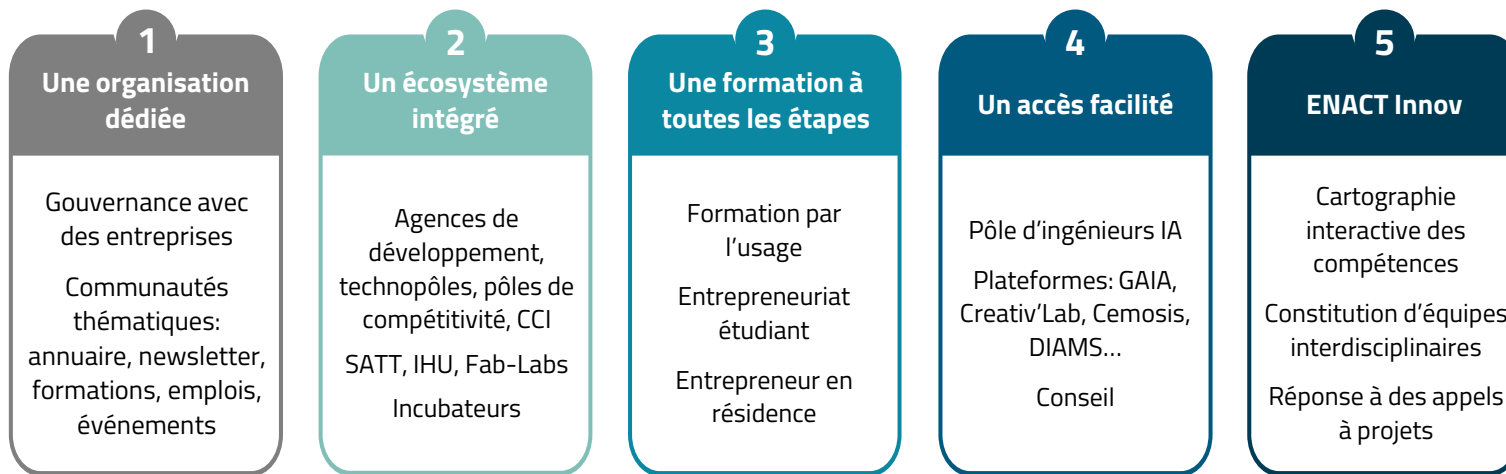 1
Une organisation
dédiée
Gouvernance avec
des entreprises
Communautés
thématiques:
annuaire, newsletter,
formations, emplois,
événements
2
Un écosystème
intégré
Agences de
développement,
technopôles, pôles de
compétitivité, CCI
SATT, IHU, Fab-Labs
Incubateurs
3
Une formation à
toutes les étapes
Formation par
l’usage
Entrepreneuriat
étudiant
Entrepreneur en
résidence
4
Un accès facilité
Pôle d’ingénieurs IA
Plateformes: GAIA,
Creativ’Lab, Cemosis,
DIAMS…
Conseil
5
ENACT Innov
Cartographie
interactive des
compétences
Constitution d’équipes
interdisciplinaires
Réponse à des appels
à projets